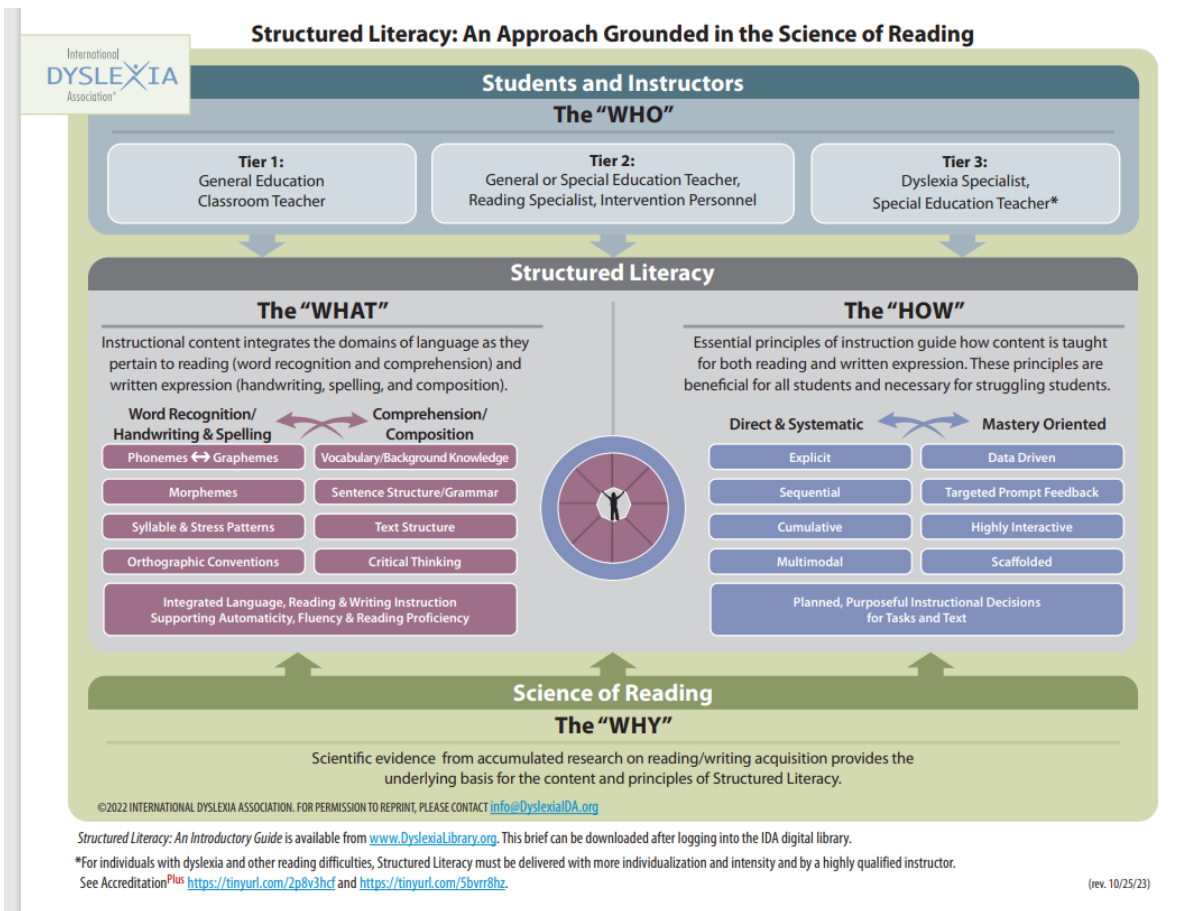 Structured Literacy: An Approach Grounded in the Science of Reading
International
DYSLEXIA
Association®
Students and Instructors
The “WHO”
Tier 1:
General Education
Classroom Teacher
Tier 2:
General or Special Education Teacher,
Reading Specialist, Intervention Personnel
Tier 3:
Dyslexia Specialist,
Special Education Teacher*
Structured Literacy
The “WHAT”
Instructional content integrates the domains of language as they
pertain to reading (word recognition and comprehension) and
written expression (handwriting, spelling, and composition).
Word Recognition/
Handwriting & Spelling
Comprehension/
Composition
Phonemes ↔ Graphemes
Vocabulary/Background Knowledge
Morphemes
Sentence Structure/Grammar
Syllable & Stress Patterns
Text Structure
Orthographic Conventions
Critical Thinking
Integrated Language, Reading & Writing Instruction
Supporting Automaticity, Fluency & Reading Proficiency
The “HOW”
Essential principles of instruction guide how content is taught
for both reading and written expression. These principles are
beneficial for all students and necessary for struggling students.
Direct & Systematic
Mastery Oriented
Explicit
Data Driven
Sequential
Targeted Prompt Feedback
Cumulative
Highly Interactive
Multimodal
Scaffolded
Planned, Purposeful Instructional Decisions
for Tasks and Text
Science of Reading
The “WHY”
Scientific evidence from accumulated research on reading/writing acquisition provides the
underlying basis for the content and principles of Structured Literacy.
©2022 INTERNATIONAL DYSLEXIA ASSOCIATION. FOR PERMISSION TO REPRINT, PLEASE CONTACT info@DyslexiaIDA.org
Structured Literacy: An Introductory Guide is available from www.DyslexiaLibrary.org. This brief can be downloaded after logging into the IDA digital library.
*For individuals with dyslexia and other reading difficulties, Structured Literacy must be delivered with more individualization and intensity and by a highly qualified instructor.
See AccreditationPlus https://tinyurl.com/2p8v3hcf and https://tinyurl.com/5bvrr8hz.
(rev. 10/25/23)